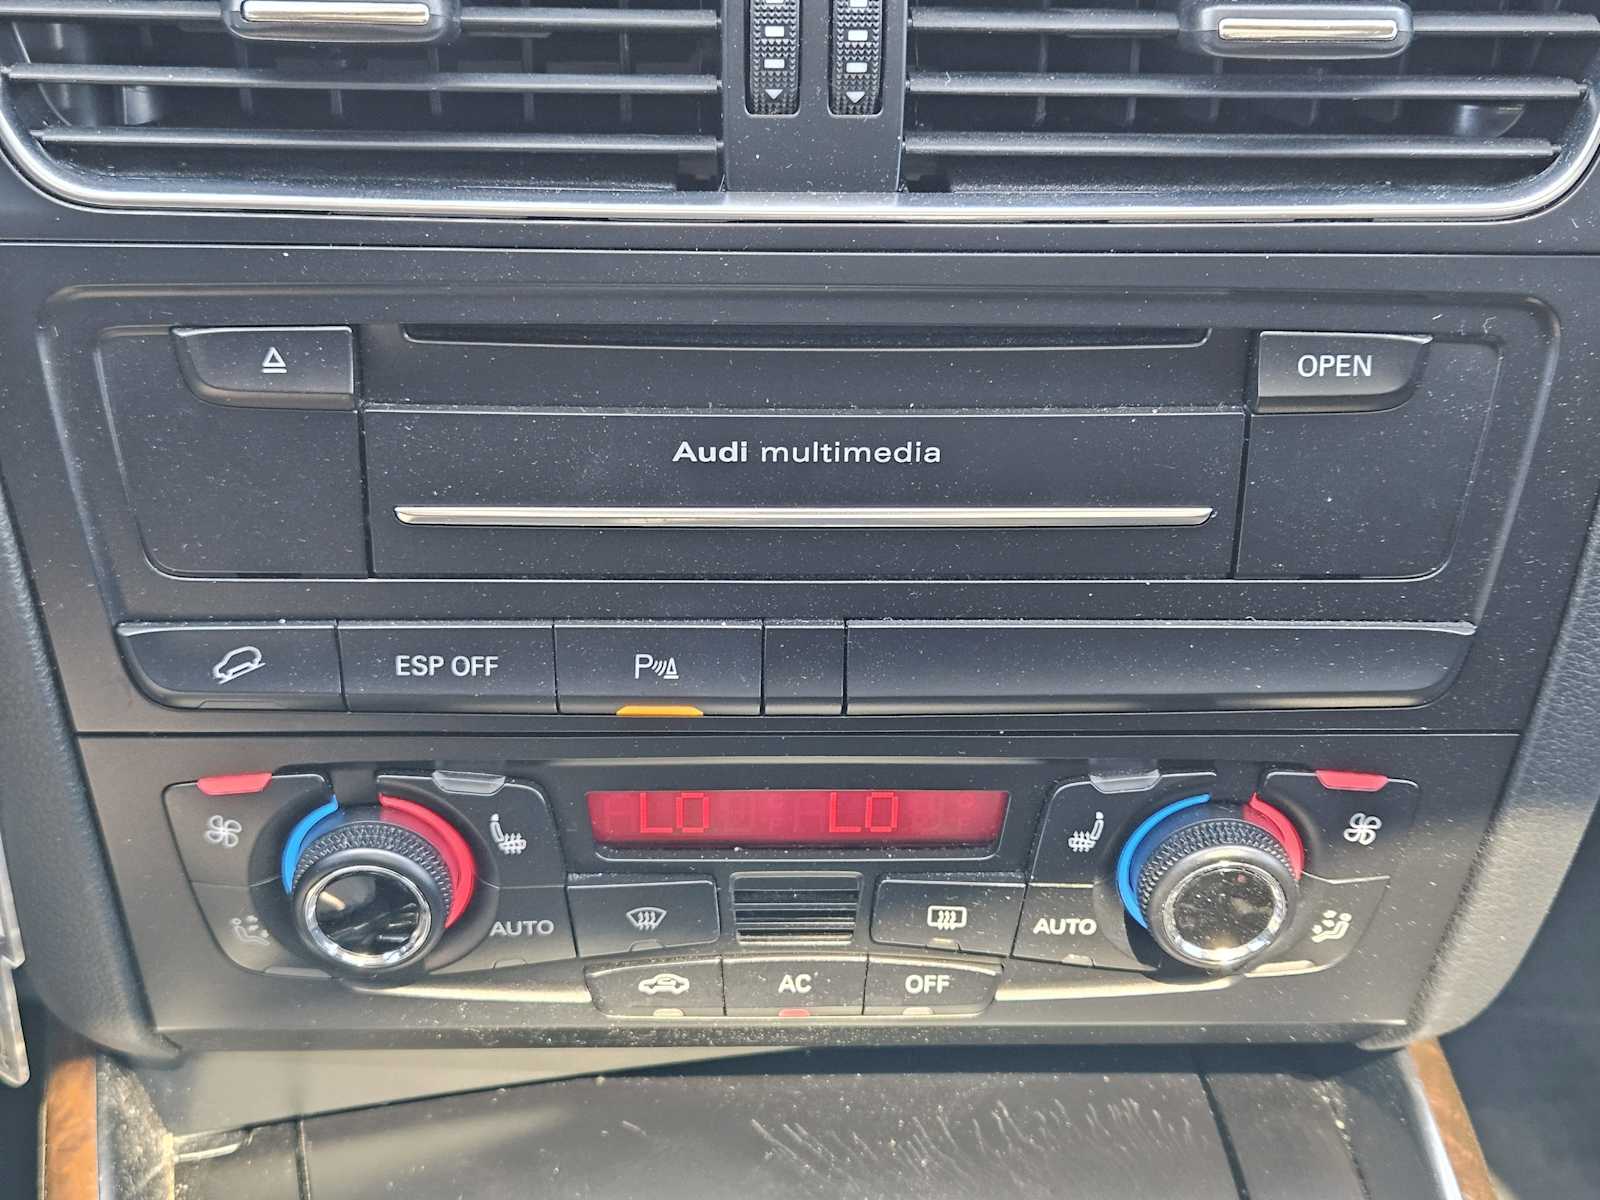 OPEN
Audi multimedia
ESP OFF
P
LO LO
AUTO
AUTO
AC
OFF